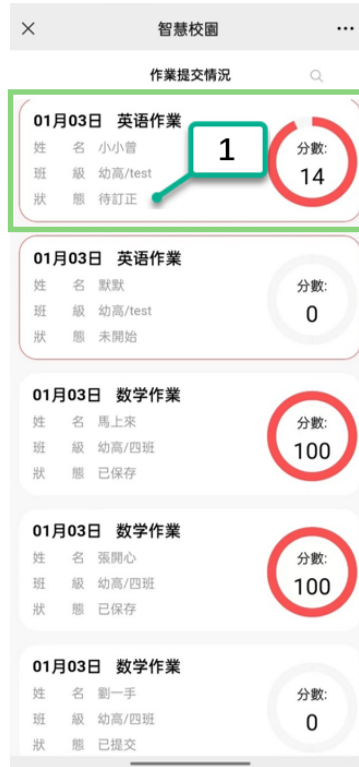 智慧校園
作業提交情況
01月03日 英语作業
姓 名 小小曾
班 級 幼高/test
狀 態 待訂正
1
分數:
14
01月03日 英语作業
姓 名 默默
班 級 幼高/test
狀 態 未開始
分數:
0
01月03日 数学作業
姓 名 馬上來
班 級 幼高/四班
狀 態 已保存
分數:
100
01月03日 数学作業
姓 名 張開心
班 級 幼高/四班
狀 態 已保存
分數:
100
01月03日 数学作業
姓 名 劉一手
班 級 幼高/四班
狀 態 已提交
分數:
0